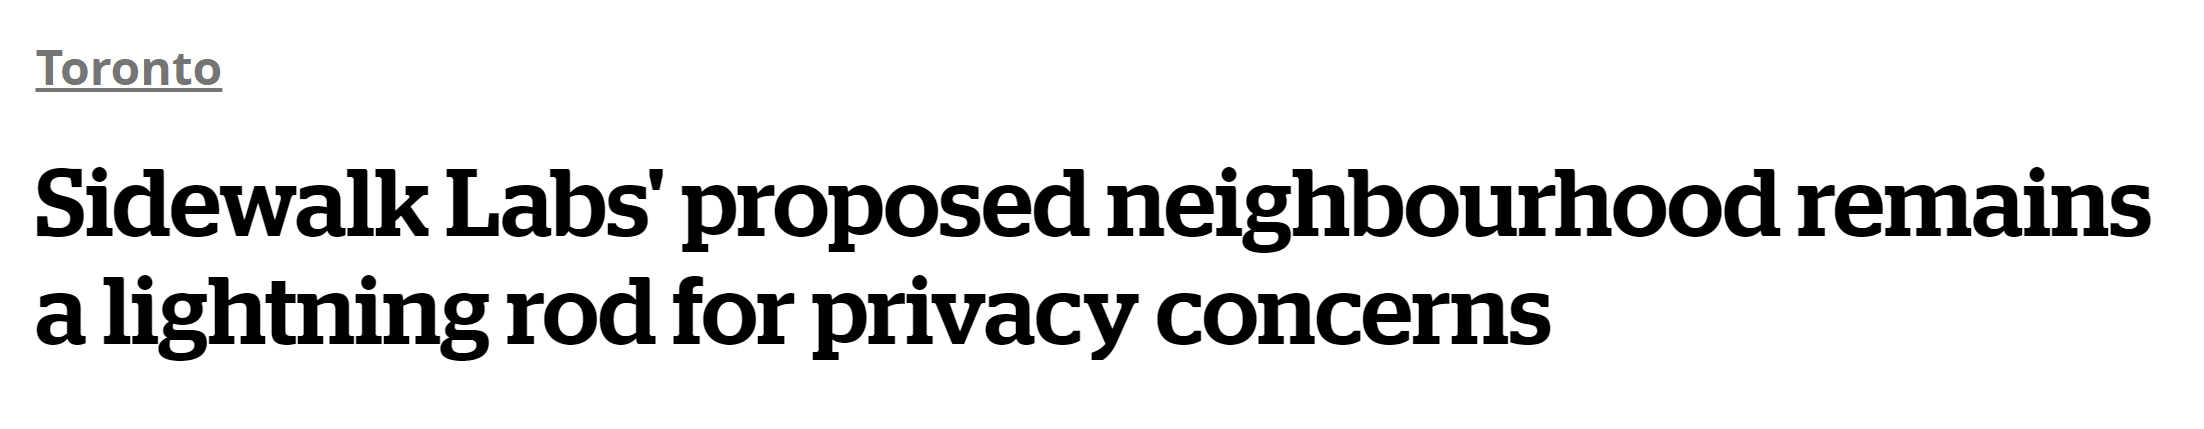 Toronto
Sidewalk Labs' proposed neighbourhood remains
a lightning rod for privacy concerns